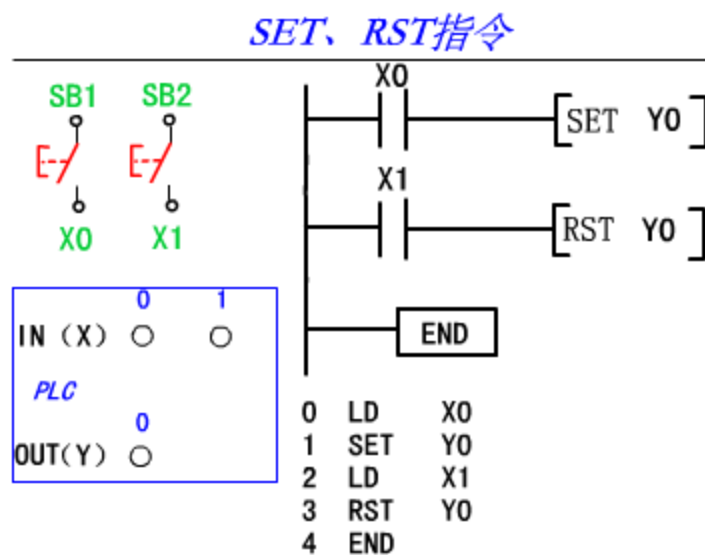 SET、RST指令
SB1 SB2
X0 X1
X0
SET Y0
X1
RST Y0
END
0 1
IN (X)
PLC
0
OUT(Y)
0 LD X0
1 SET Y0
2 LD X1
3 RST Y0
4 END